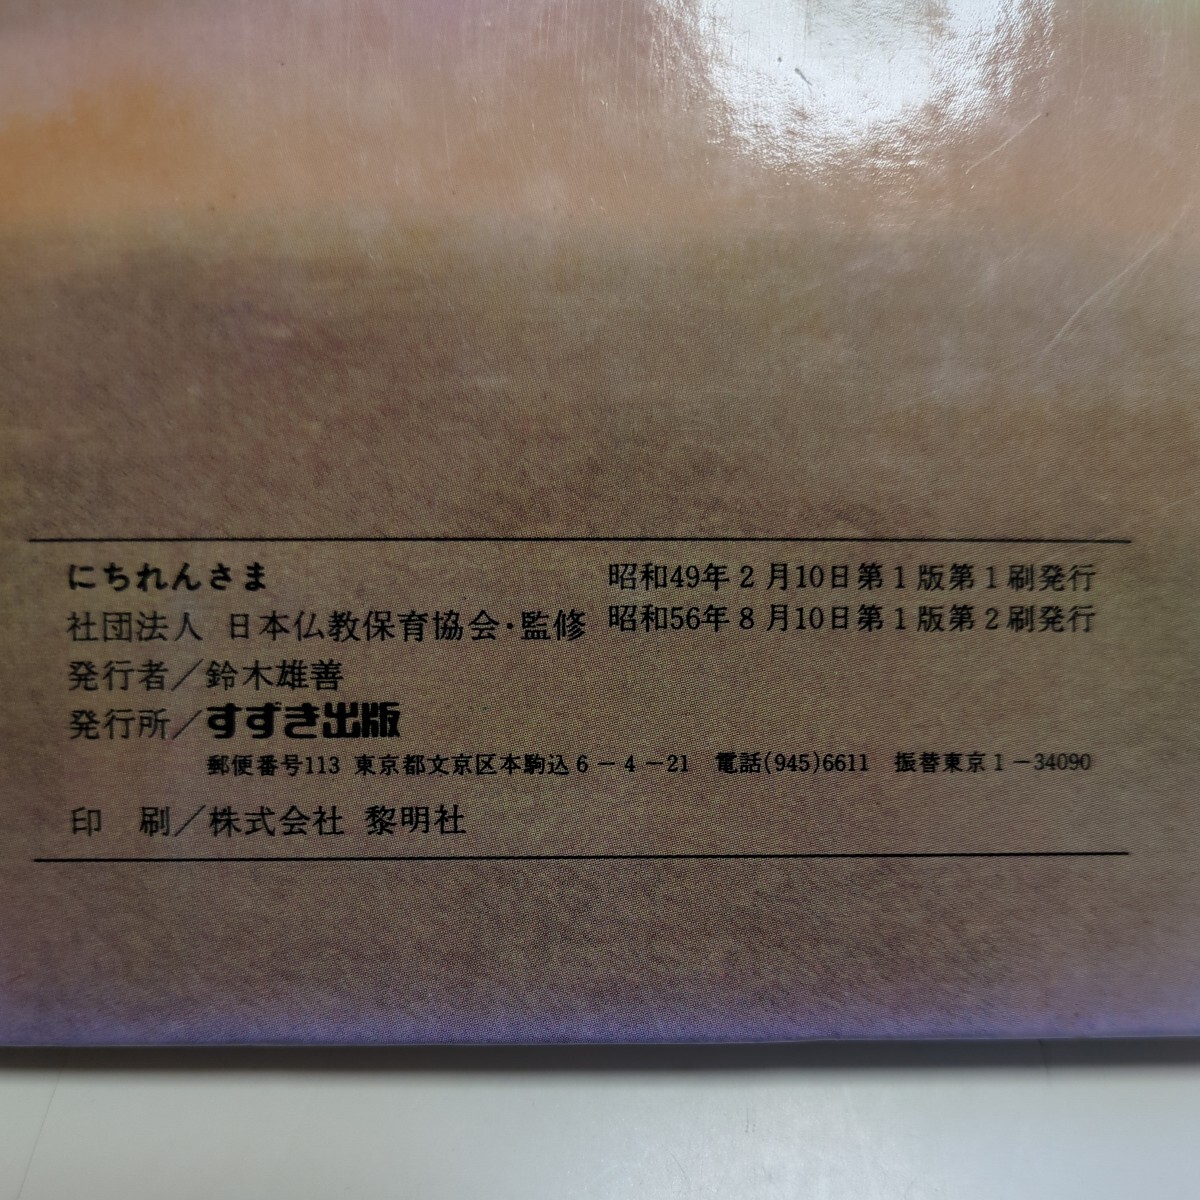 にちれんさま
社団法人 日本仏教保育協会・監修
昭和49年2月10日第1版第1刷発行
昭和56年8月10日第1版第2刷発行
発行者／鈴木雄善
発行所／すずき出版
郵便番号113 東京都文京区本駒込6－4－21 電話(945)6611 振替東京1－34090
印 刷／株式会社 黎明社